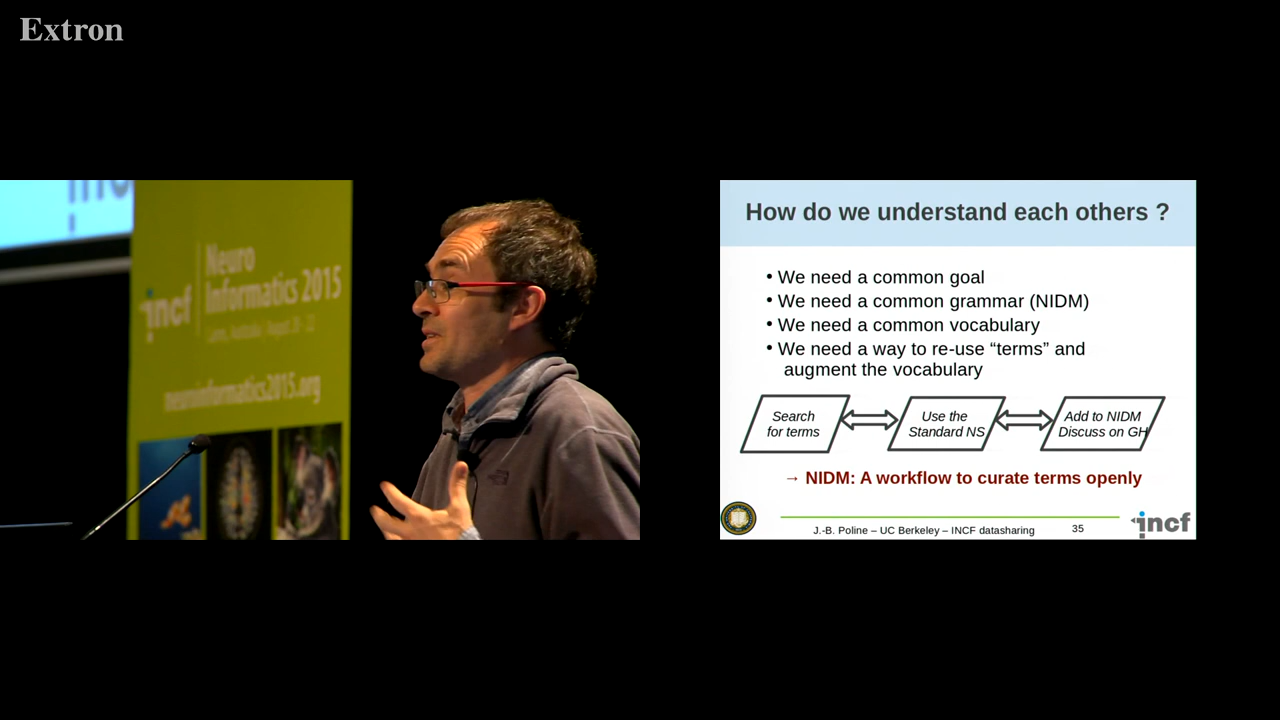 Extron
incf
Neuro
Informatics 2015
neuroinformatics2015.org
How do we understand each others ?
• We need a common goal
• We need a common grammar (NIDM)
• We need a common vocabulary
• We need a way to re-use “terms” and
augment the vocabulary
Search
for terms
Use the
Standard NS
Add to NIDM
Discuss on GH
→ NIDM: A workflow to curate terms openly
J.-B. Poline – UC Berkeley – INCF datasharing
35
incf